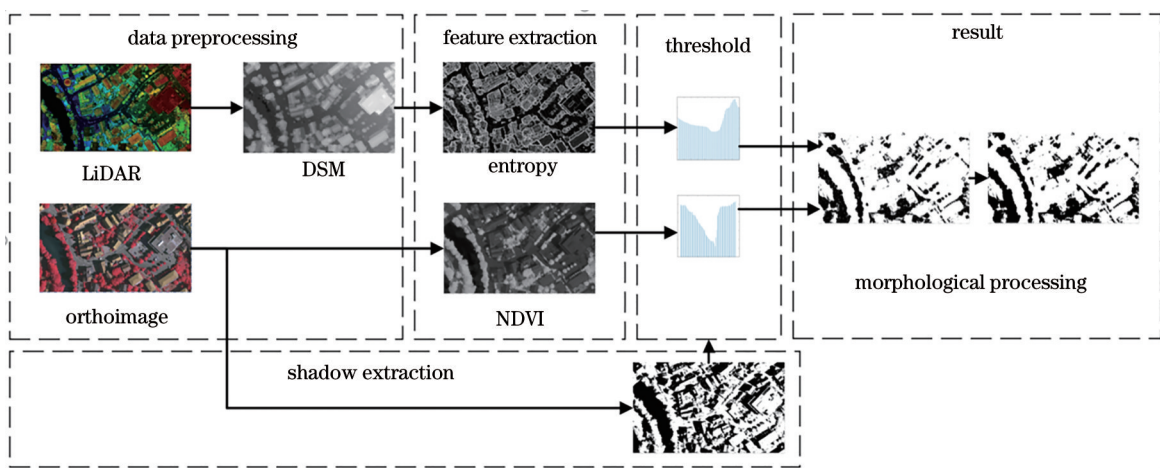 data preprocessing
feature extraction
threshold
result
LiDAR
DSM
entropy
orthoimage
NDVI
morphological processing
shadow extraction